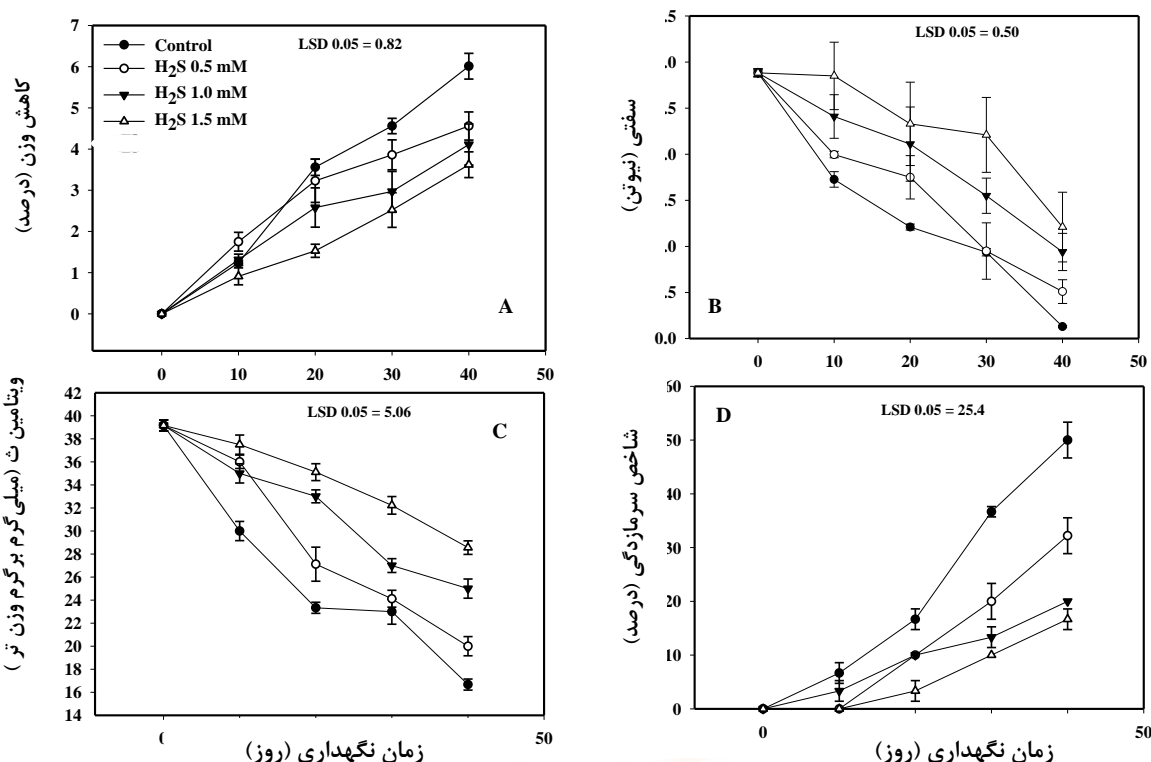 کاهش وزن (درصد)
7
6
5
4
3
2
1
0
LSD 0.05 = 0.82
Control
H2S 0.5 mM
H2S 1.0 mM
H2S 1.5 mM
A
0 10 20 30 40 50
سفتی (نیوتن)
.5
.0
.5
.0
.5
.0
.5
0.0
LSD 0.05 = 0.50
B
0 10 20 30 40 50
ویتامین ث (میلی گرم بر گرم وزن تر)
42
40
38
36
34
32
30
28
26
24
22
20
18
16
14
LSD 0.05 = 5.06
C
50
زمان نگهداری (روز)
شاخص سرمازدگی (درصد)
50
40
30
20
0
D
LSD 0.05 = 25.4
0 50
زمان نگهداری (روز)